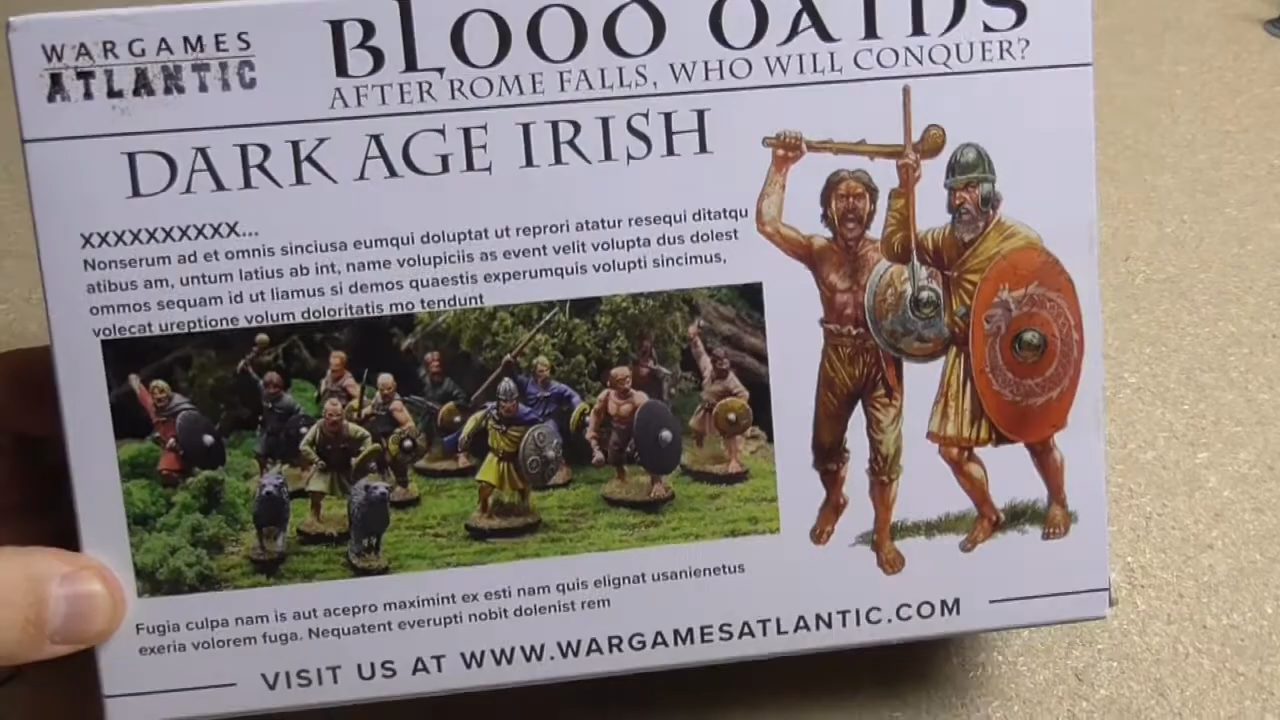 WARGAMES
ATLANTIC
BLOOD OATHS
AFTER ROME FALLS, WHO WILL CONQUER?
DARK AGE IRISH
XXXXXXXXXX...
Nonserum ad et omnis sinciusa eumqui doluptat ut reprori atatur resequi ditatqu
atibus am, untum latius ab int, name volupiciis as event velit volupta dus dolest
ommos sequam id ut liamus si demos quaestis experumquis volupti sincimus,
volecat ureptione volum doloritatis mo tendunt
Fugia culpa nam is aut acepro maximint ex esti nam quis elignat usanienetus
exeria volorem fuga. Nequatent everupti nobit dolenist rem
VISIT US AT WWW.WARGAMESATLANTIC.COM